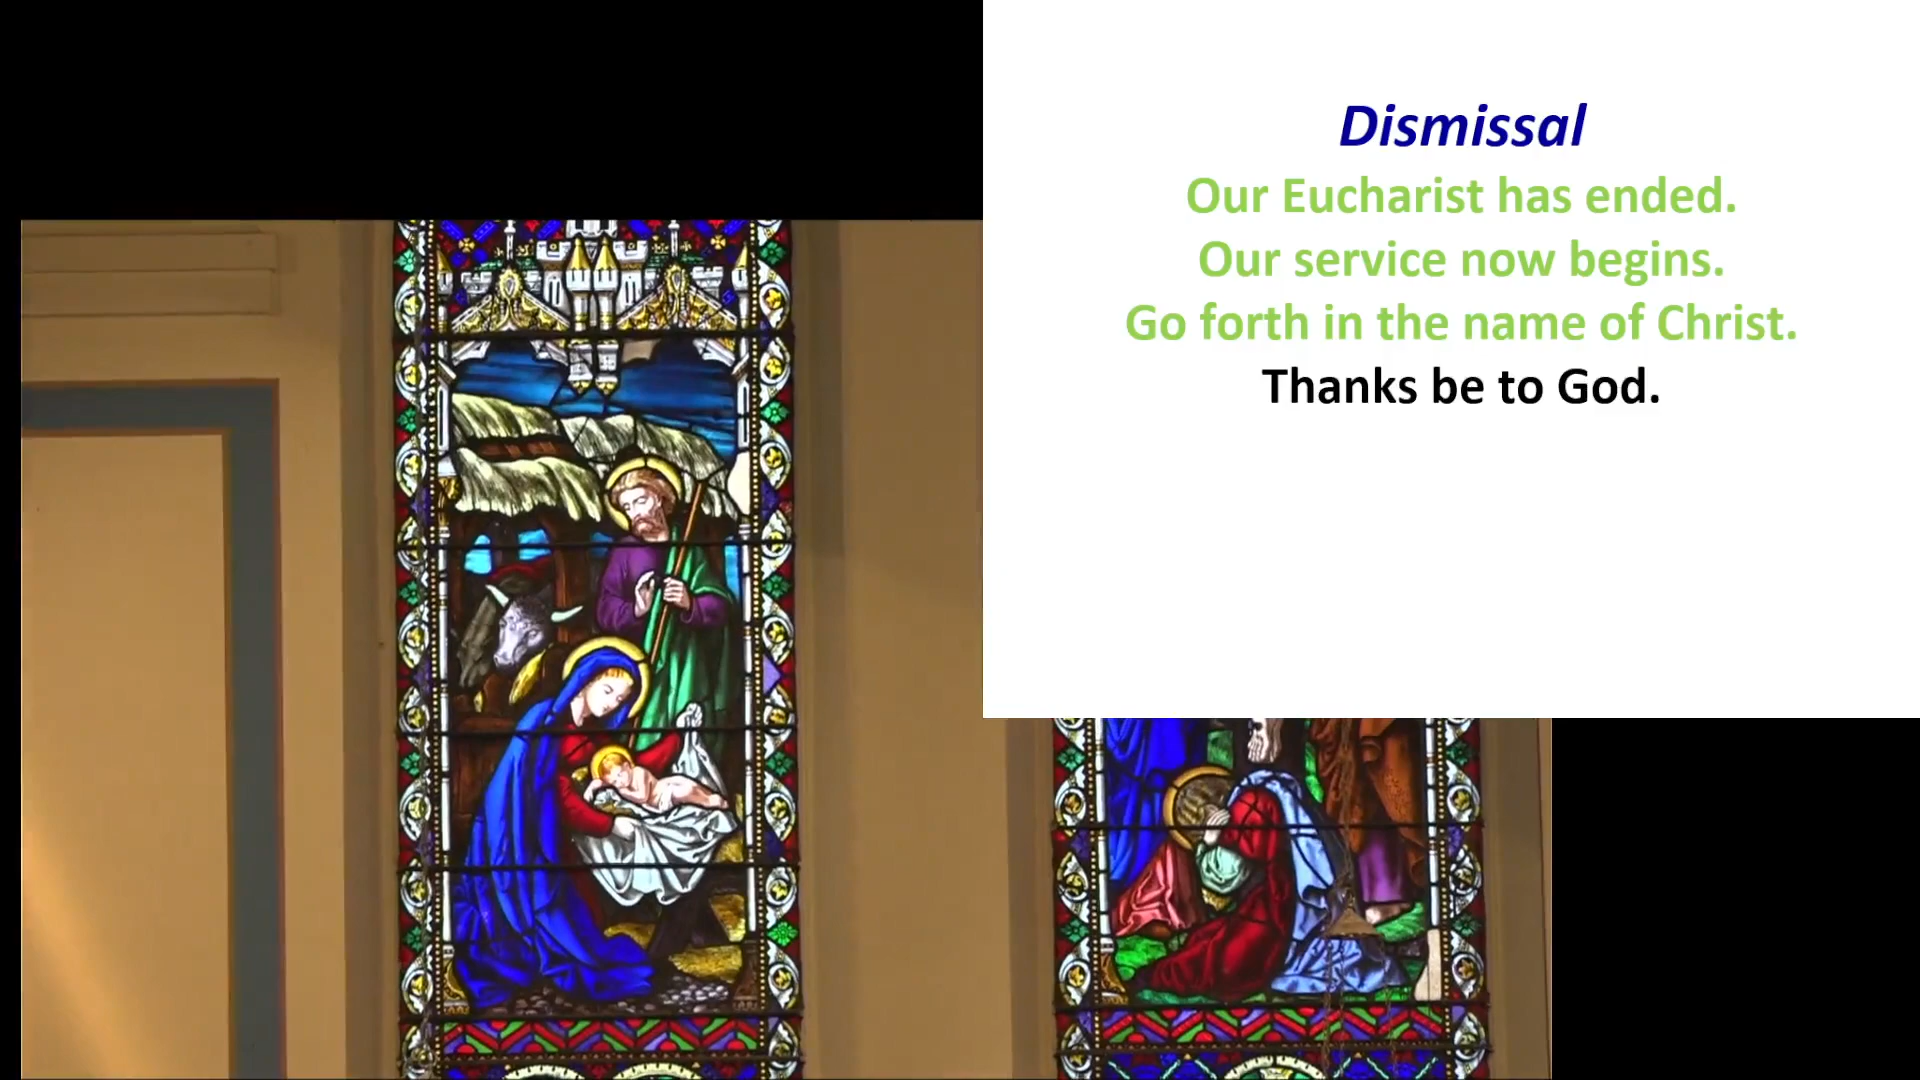 Dismissal
Our Eucharist has ended.
Our service now begins.
Go forth in the name of Christ.
Thanks be to God.